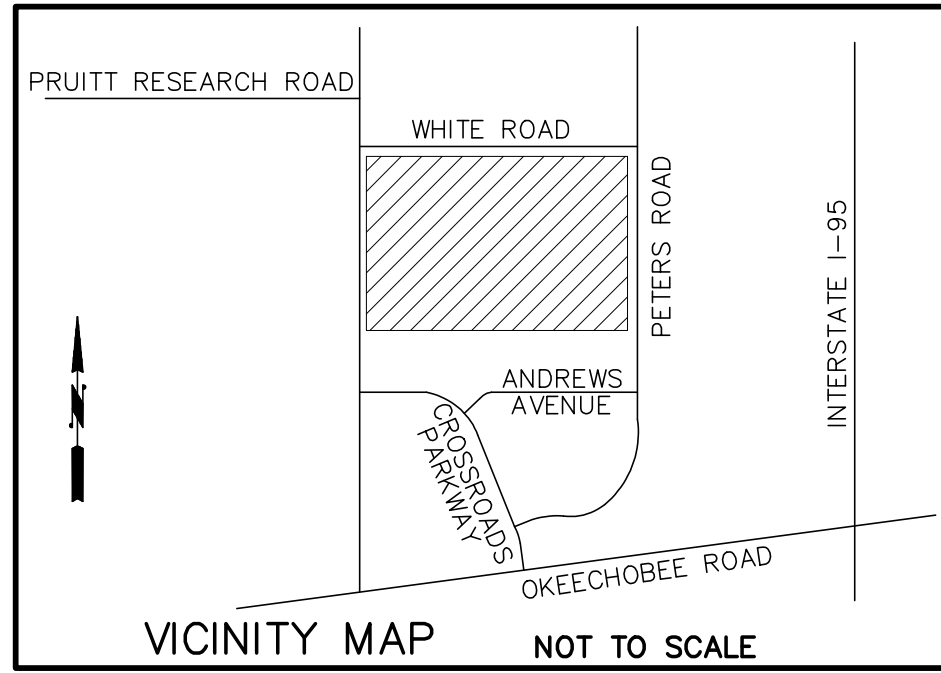 PRUITT RESEARCH ROAD
WHITE ROAD
PETERS ROAD
INTERSTATE I-95
N
ANDREWS
AVENUE
CROSSROADS
PARKWAY
OKEECHOBEE ROAD
VICINITY MAP
NOT TO SCALE